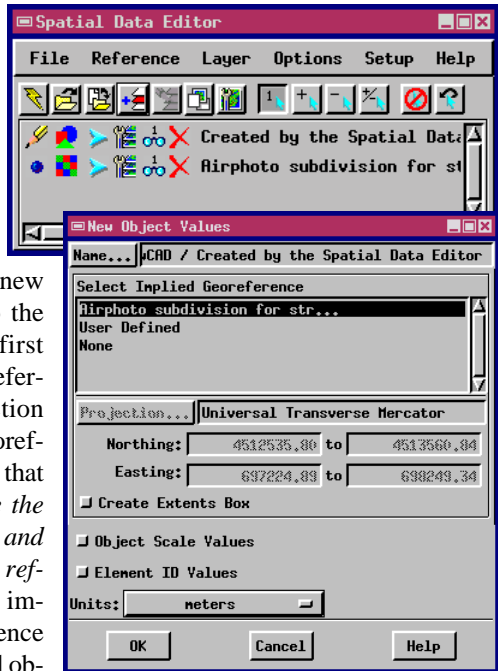 Spatial Data Editor
File Reference Layer Options Setup Help
Created by the Spatial Data
Airphoto subdivision for st
New Object Values
Name... wCAD / Created by the Spatial Data Editor
Select Implied Georeference
Airphoto subdivision for str...
User Defined
None
Projection... Universal Transverse Mercator
Northing: 4512535.80 to 4513560.84
Easting: 697224.89 to 698249.34
Create Extents Box
Object Scale Values
Element ID Values
Units: meters
OK Cancel Help
new
the
first
efer-
ction
oref-
that
the
and
ref-
im-
ence
ob-